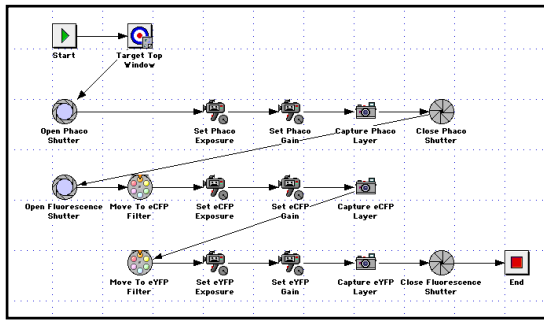 Start
Target Top
Window
Open Phaco
Shutter
Set Phaco
Exposure
Set Phaco
Gain
Capture Phaco
Layer
Close Phaco
Shutter
Open Fluorescence
Shutter
Move To eCFP
Filter
Set eCFP
Exposure
Set eCFP
Gain
Capture eCFP
Layer
Move To eYFP
Filter
Set eYFP
Exposure
Set eYFP
Gain
Capture eYFP
Layer
Close Fluorescence
Shutter
End